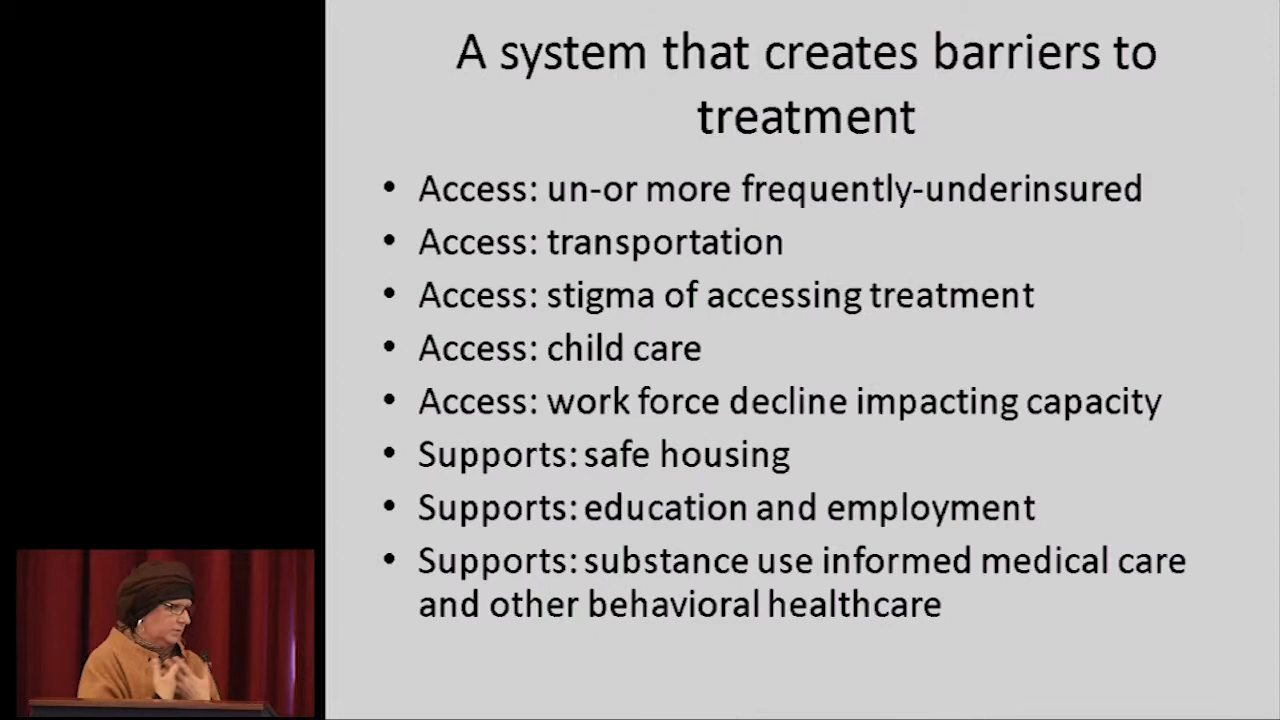 A system that creates barriers to
treatment
• Access: un-or more frequently-underinsured
• Access: transportation
• Access: stigma of accessing treatment
• Access: child care
• Access: work force decline impacting capacity
• Supports: safe housing
• Supports: education and employment
• Supports: substance use informed medical care
and other behavioral healthcare